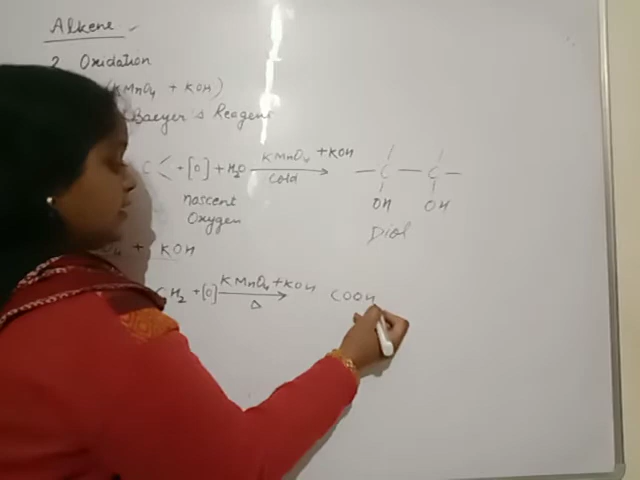 Alkene
2. Oxidation
(KMnO4 + KOH)
Baeyer's Reagent
C + [O] + H2O KMnO4 + KOH
cold
C — C
OH OH
nascent
Oxygen
Diol
O4 + KOH
CH2 + [O] KMnO4 + KOH COOH
Δ